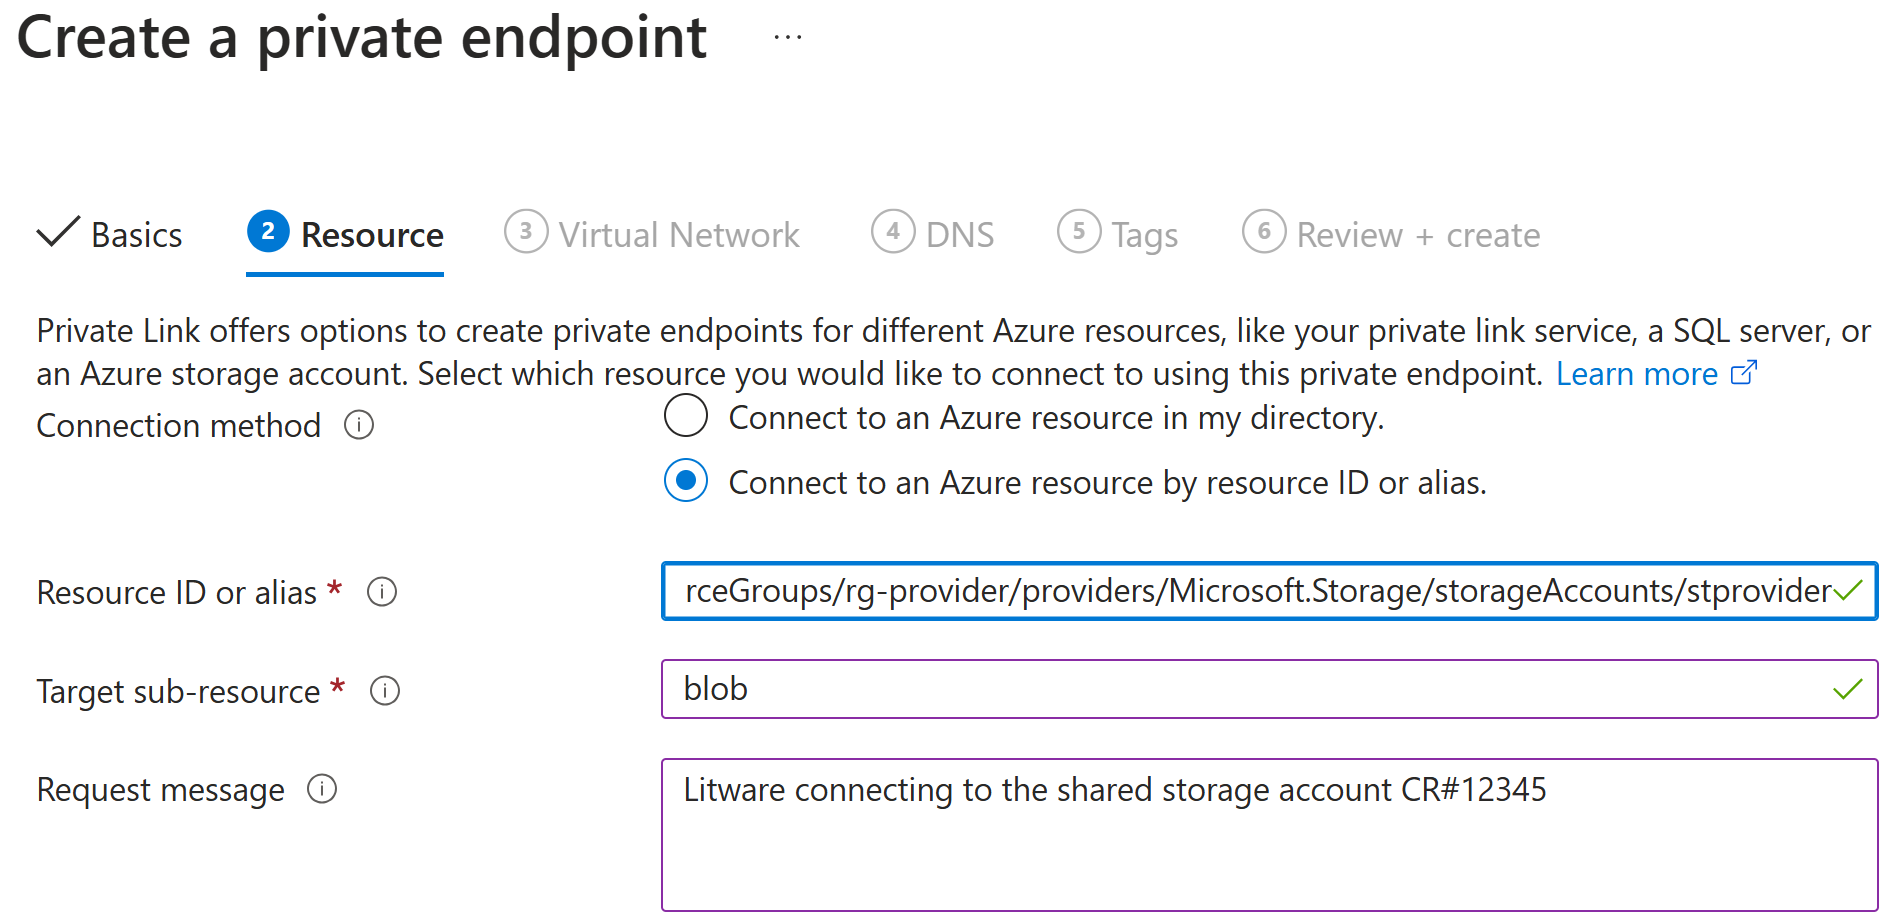 Create a private endpoint ...
Basics 2 Resource 3 Virtual Network 4 DNS 5 Tags 6 Review + create
Private Link offers options to create private endpoints for different Azure resources, like your private link service, a SQL server, or
an Azure storage account. Select which resource you would like to connect to using this private endpoint. Learn more
Connection method
Connect to an Azure resource in my directory.
Connect to an Azure resource by resource ID or alias.
Resource ID or alias *
rceGroups/rg-provider/providers/Microsoft.Storage/storageAccounts/stprovider
Target sub-resource *
blob
Request message
Litware connecting to the shared storage account CR#12345